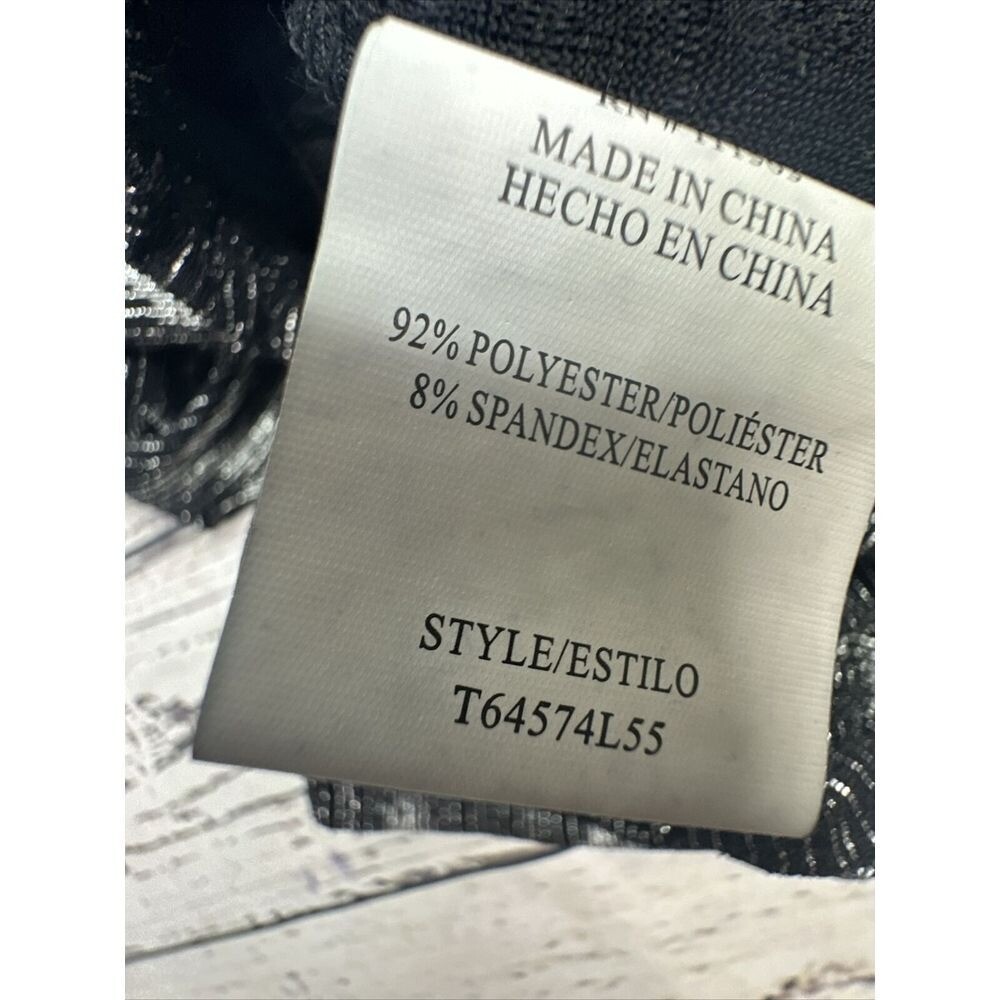 MADE IN CHINA
HECHO EN CHINA
92% POLYESTER/POLIÉSTER
8% SPANDEX/ELASTANO
STYLE/ESTILO
T64574L55